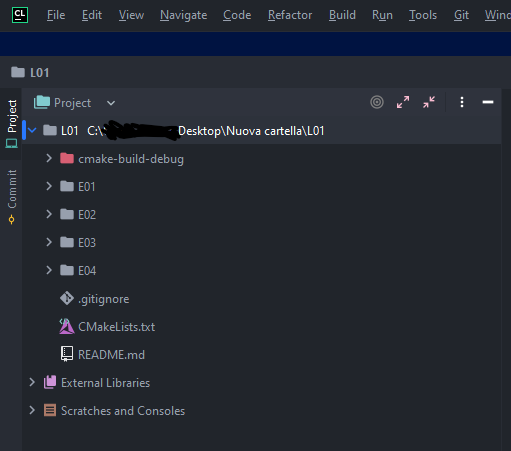 CL File Edit View Navigate Code Refactor Build Run Tools Git Wind
L01
Project
Project
L01 C:\ Desktop\Nuova cartella\L01
cmake-build-debug
E01
E02
E03
E04
.gitignore
CMakeLists.txt
README.md
External Libraries
Scratches and Consoles
Commit